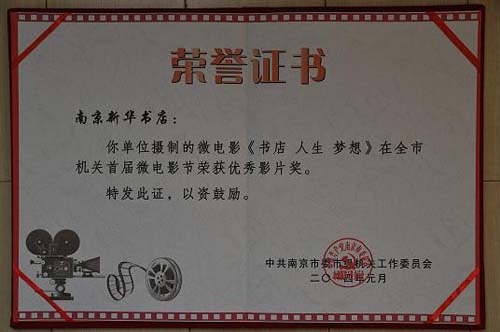 荣誉证书
南京新华书店：
你单位摄制的微电影《书店 人生 梦想》在全市
机关首届微电影节荣获优秀影片奖。
特发此证，以资鼓励。
中共南京市委市级机关工作委员会
二〇一四年元月